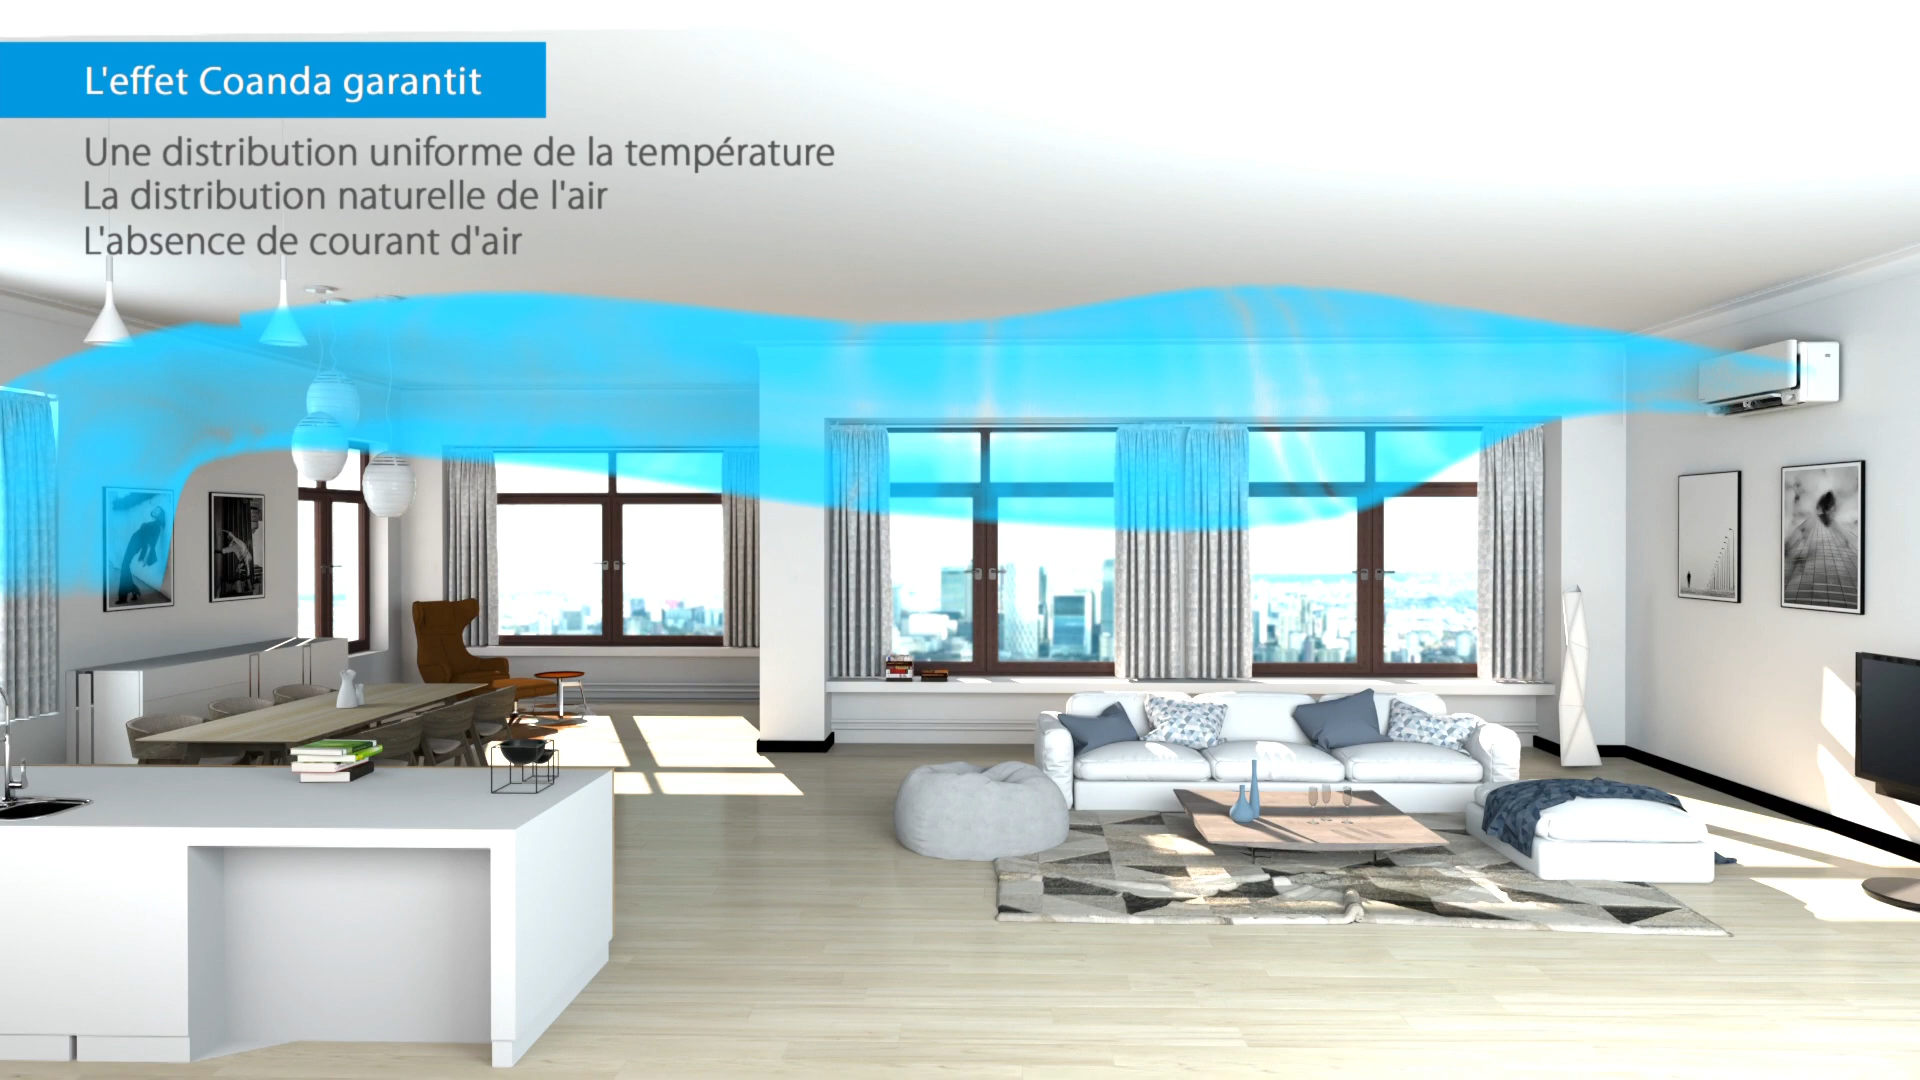 L'effet Coanda garantit
Une distribution uniforme de la température
La distribution naturelle de l'air
L'absence de courant d'air